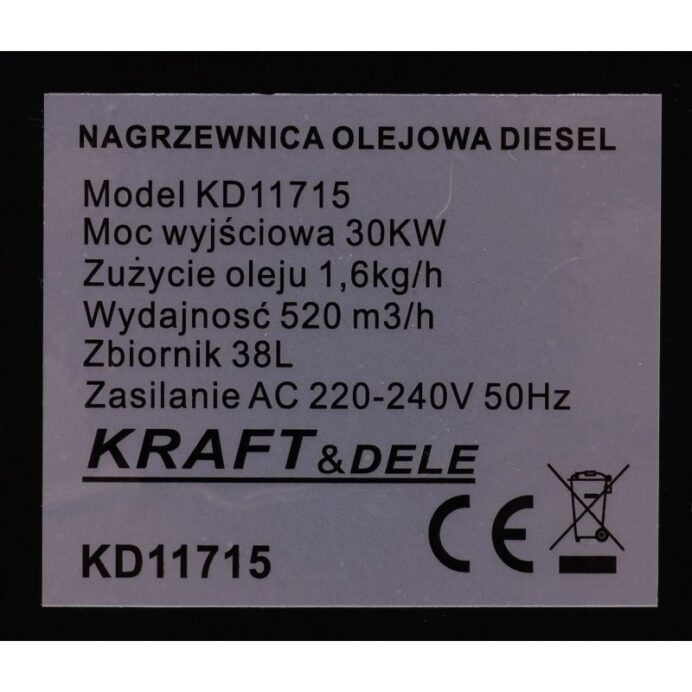 NAGRZEWNICA OLEJOWA DIESEL
Model KD11715
Moc wyjściowa 30KW
Zużycie oleju 1,6kg/h
Wydajnosć 520 m3/h
Zbiornik 38L
Zasilanie AC 220-240V 50Hz
KRAFT & DELE
CE
KD11715